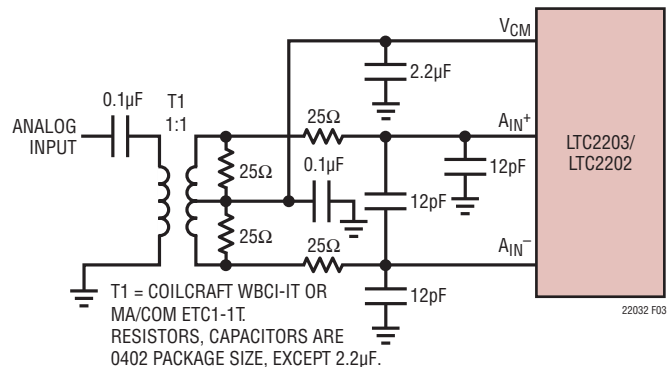 VCM
2.2µF
0.1µF
T1
1:1
ANALOG
INPUT
25Ω
AIN+
LTC2203/
LTC2202
25Ω
0.1µF
12pF
12pF
25Ω
25Ω
AIN–
12pF
22032 F03
T1 = COILCRAFT WBCI-IT OR
MA/COM ETC1-1T.
RESISTORS, CAPACITORS ARE
0402 PACKAGE SIZE, EXCEPT 2.2µF.